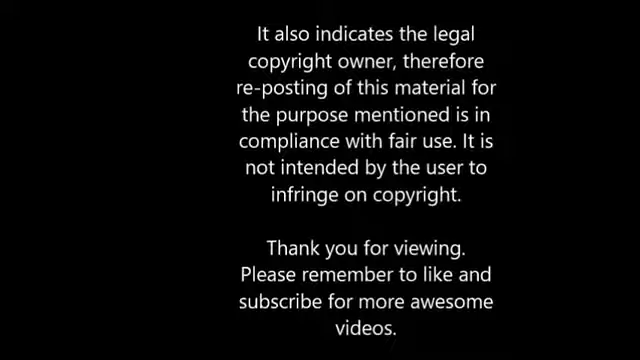 It also indicates the legal
copyright owner, therefore
re-posting of this material for
the purpose mentioned is in
compliance with fair use. It is
not intended by the user to
infringe on copyright.
Thank you for viewing.
Please remember to like and
subscribe for more awesome
videos.